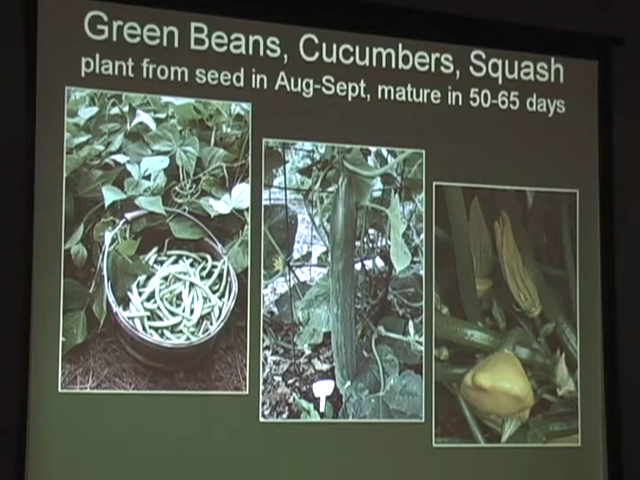 Green Beans, Cucumbers, Squash
plant from seed in Aug-Sept, mature in 50-65 days